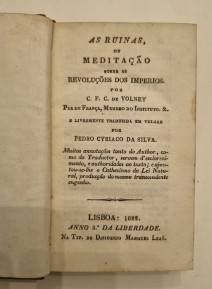 AS RUINAS,
OU
MEDITAÇÃO
SOBRE AS
REVOLUÇÕES DOS IMPERIOS.
POR
C. F. C. DE VOLNEY
PAR DE FRANÇA, MEMBRO DO INSTITUTO. &.
E LIVREMENTE TRADUZIDA EM VULGAR
POR
PEDRO CYRIACO DA SILVA.
Muitas annotações tanto do Author, co-
mo do Traductor, servem d'esclareci-
mento, e authoridades ao texto; e ajun-
tou-se-lhe o Cathecismo da Lei Natu-
ral, producção do mesmo transcendente
engenho.
LISBOA: 1822.
ANNO 2.º DA LIBERDADE.
NA TYP. DE DESIDERIO MARQUES LEÃO.